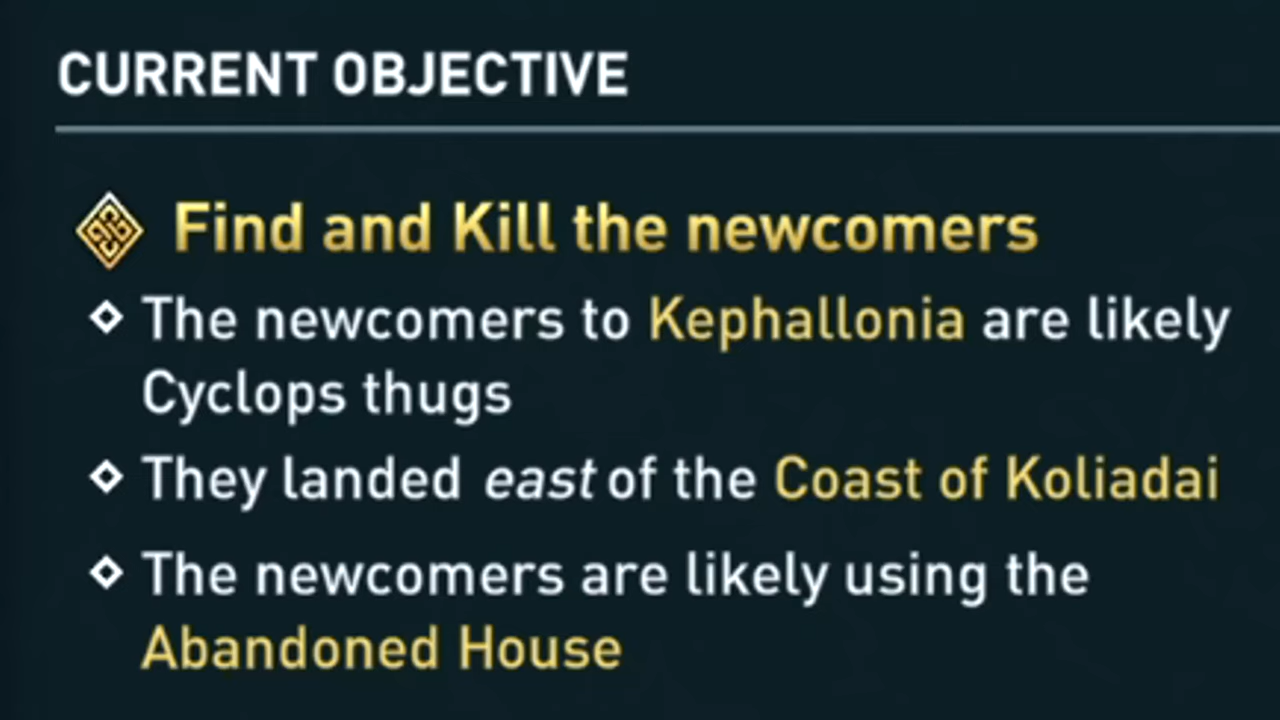 CURRENT OBJECTIVE
Find and Kill the newcomers
The newcomers to Kephallonia are likely
Cyclops thugs
They landed east of the Coast of Koliadai
The newcomers are likely using the
Abandoned House